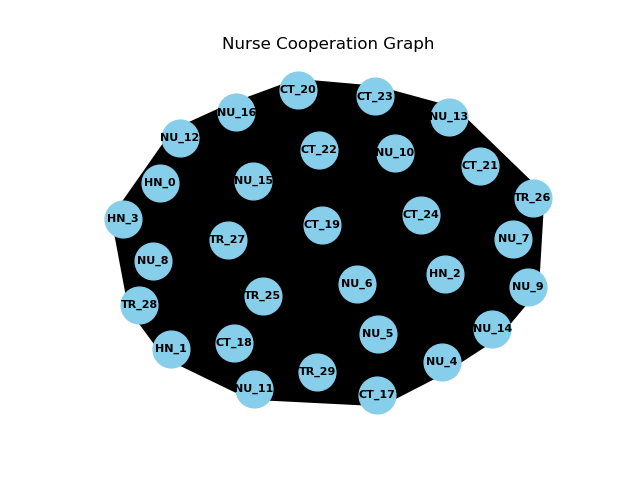 Nurse Cooperation Graph
CT_20
CT_23
NU_16
NU_13
NU_12
CT_22
NU_10
CT_21
HN_0
NU_15
TR_26
HN_3
CT_24
CT_19
TR_27
NU_7
NU_8
HN_2
NU_6
NU_9
TR_25
TR_28
NU_14
NU_5
CT_18
HN_1
NU_4
TR_29
NU_11
CT_17